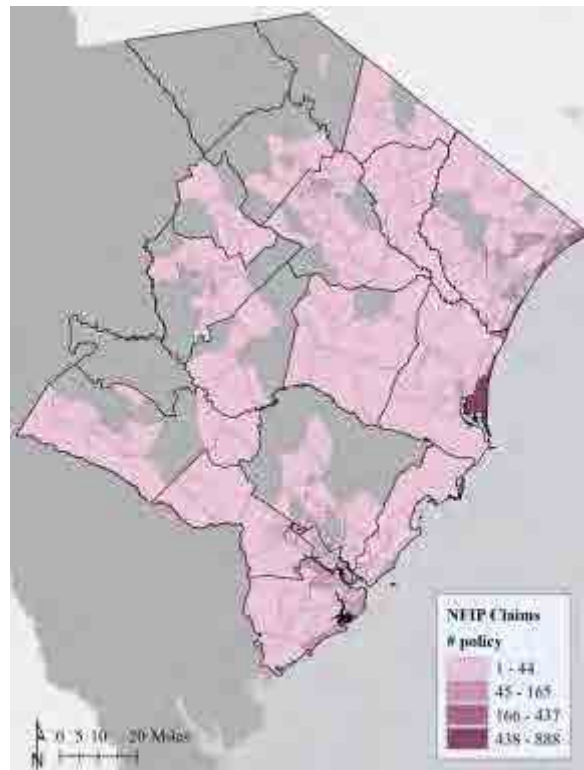 NFIP Claims
# policy
1 - 44
45 - 165
166 - 437
438 - 888
0 5 10 20 Miles
N